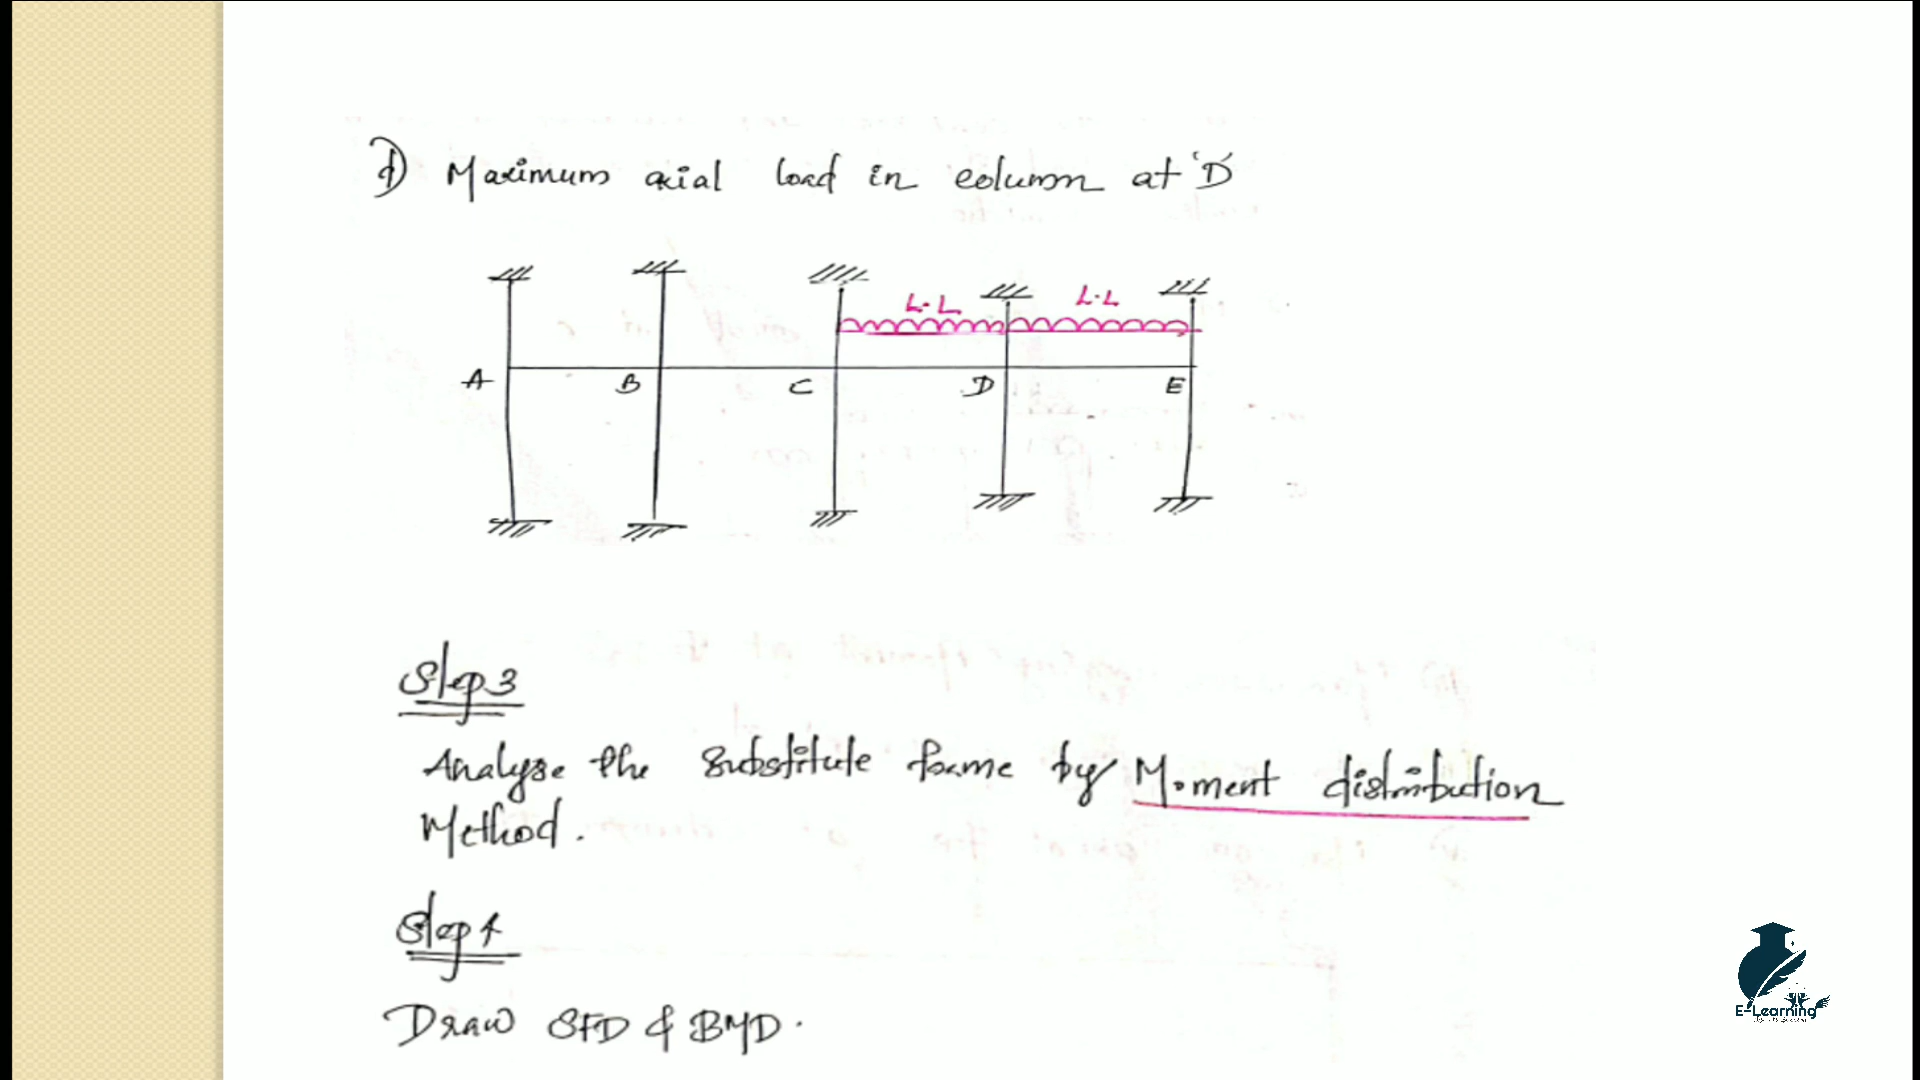 d) Maximum axial load in column at 'D'
L.L L.L
A B C D E
Step 3
Analyse the substitute frame by Moment distribution
Method.
Step 4
Draw SFD & BMD.
E-Learning